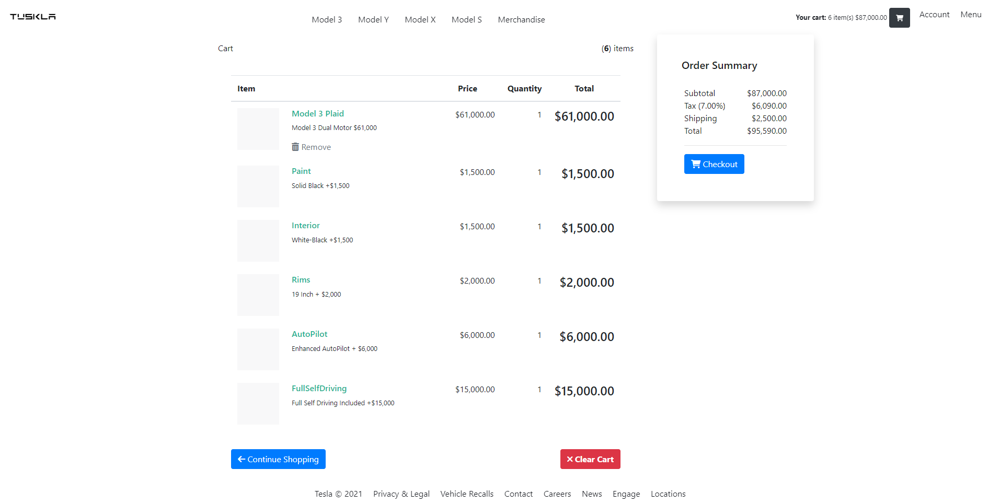 TUSKLA
Model 3 Model Y Model X Model S Merchandise
Your cart: 6 item(s) $87,000.00
Account Menu
Cart (6) items
Item Price Quantity Total
Model 3 Plaid $61,000.00 1 $61,000.00
Model 3 Dual Motor $61,000
Remove
Paint $1,500.00 1 $1,500.00
Solid Black +$1,500
Interior $1,500.00 1 $1,500.00
White-Black +$1,500
Rims $2,000.00 1 $2,000.00
19 Inch + $2,000
AutoPilot $6,000.00 1 $6,000.00
Enhanced AutoPilot + $6,000
FullSelfDriving $15,000.00 1 $15,000.00
Full Self Driving Included +$15,000
Continue Shopping Clear Cart
Order Summary
Subtotal $87,000.00
Tax (7.00%) $6,090.00
Shipping $2,500.00
Total $95,590.00
Checkout
Tesla © 2021 Privacy & Legal Vehicle Recalls Contact Careers News Engage Locations